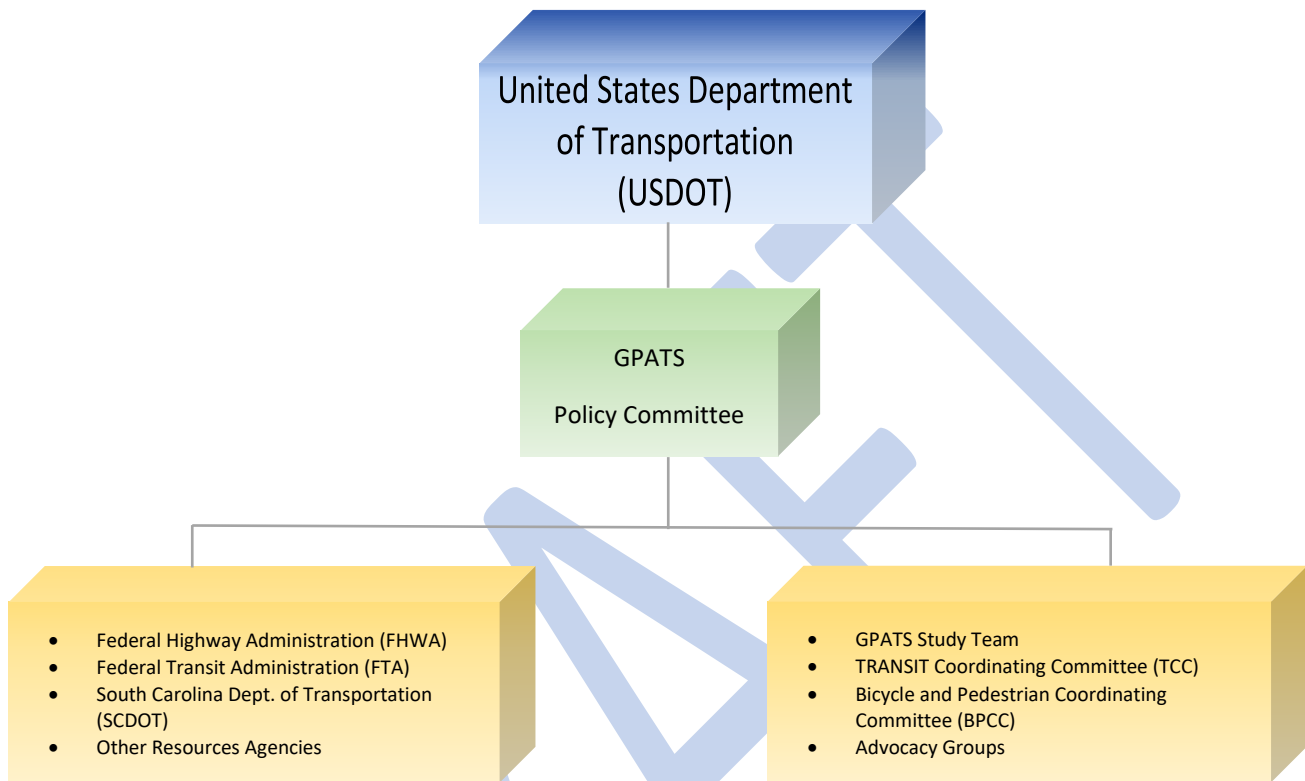 United States Department
of Transportation
(USDOT)
GPATS
Policy Committee
• Federal Highway Administration (FHWA)
• Federal Transit Administration (FTA)
• South Carolina Dept. of Transportation
(SCDOT)
• Other Resources Agencies
• GPATS Study Team
• TRANSIT Coordinating Committee (TCC)
• Bicycle and Pedestrian Coordinating
Committee (BPCC)
• Advocacy Groups